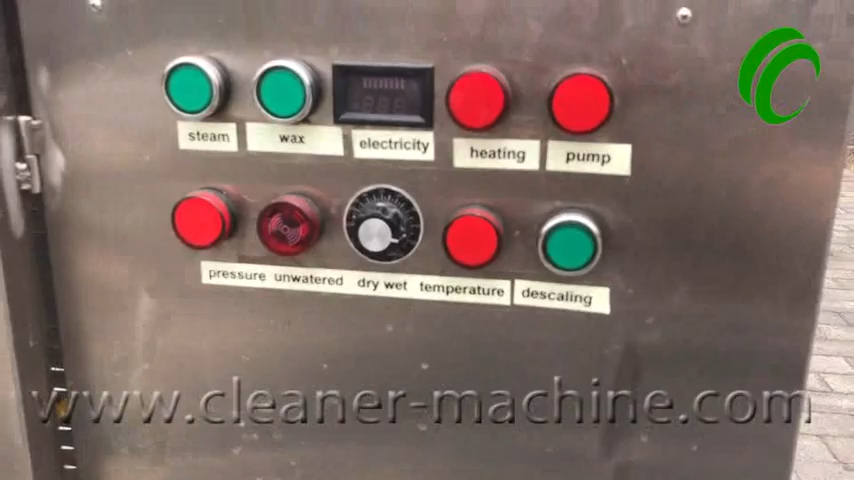 steam wax electricity heating pump
pressure unwatered dry wet temperature descaling
www.cleaner-machine.com